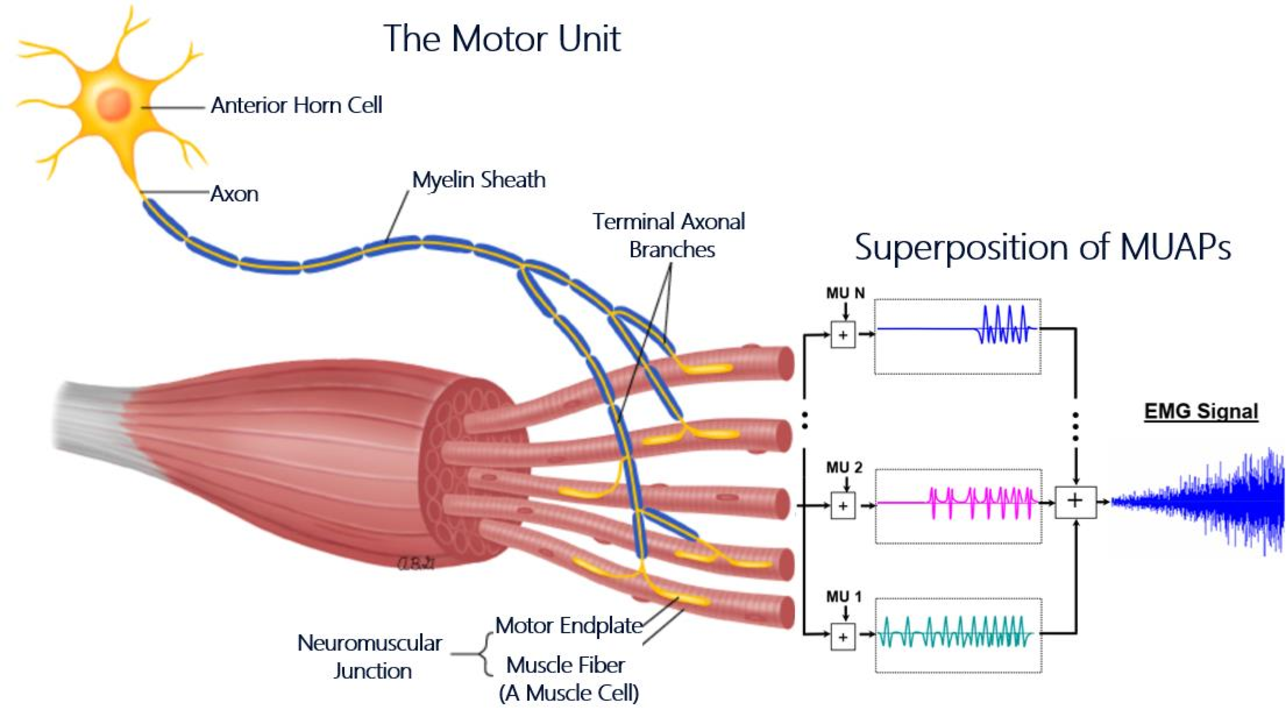 The Motor Unit
Anterior Horn Cell
Axon
Myelin Sheath
Terminal Axonal
Branches
Superposition of MUAPs
MU N
+
EMG Signal
MU 2
+
+
MU 1
+
Neuromuscular
Junction
Motor Endplate
Muscle Fiber
(A Muscle Cell)